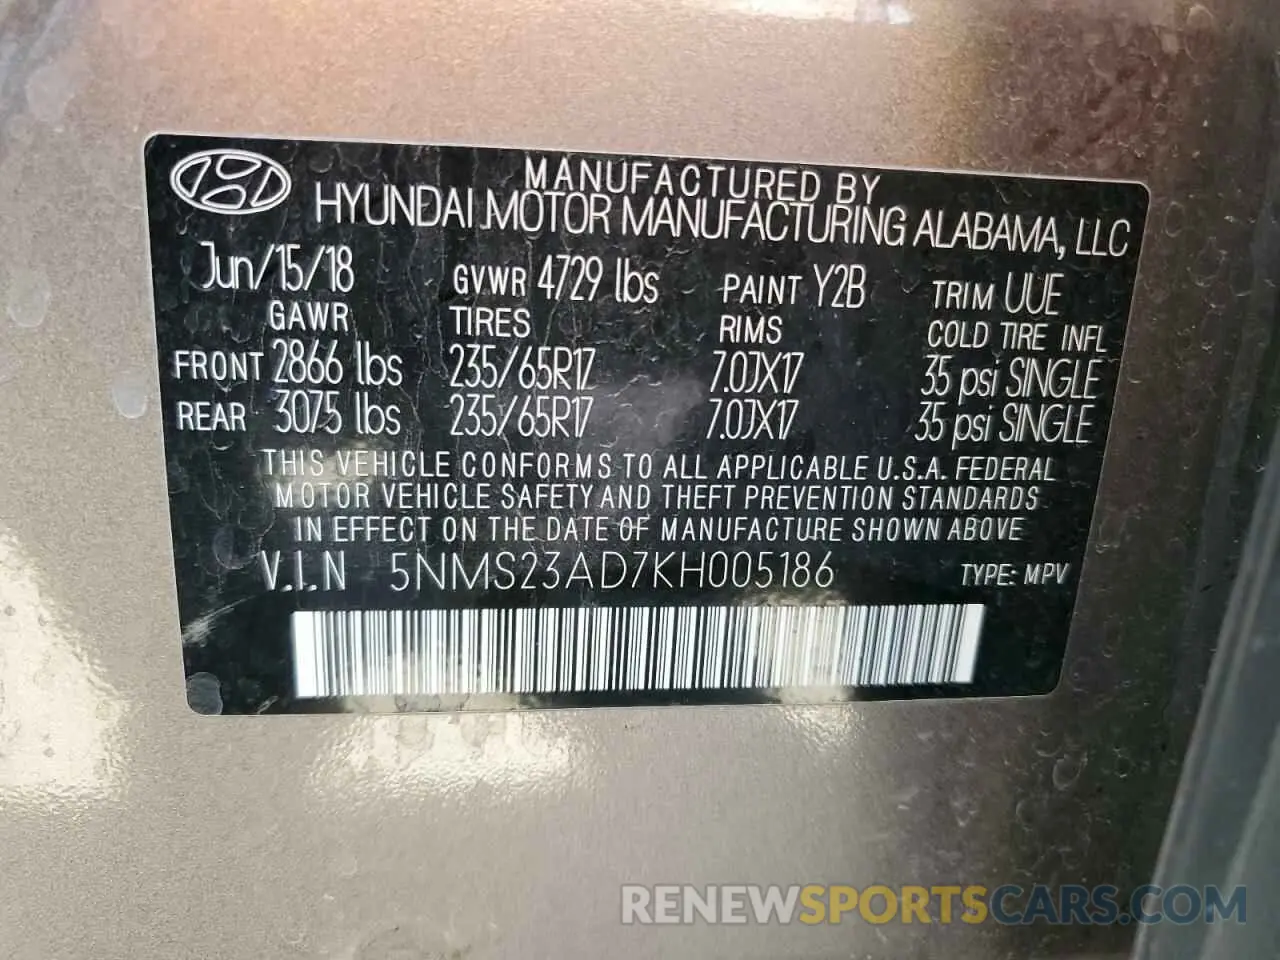 MANUFACTURED BY
HYUNDAI MOTOR MANUFACTURING ALABAMA, LLC
Jun/15/18 GVWR 4729 lbs PAINT Y2B TRIM UUE
GAWR TIRES RIMS COLD TIRE INFL
FRONT 2866 lbs 235/65R17 7.0JX17 35 psi SINGLE
REAR 3075 lbs 235/65R17 7.0JX17 35 psi SINGLE
THIS VEHICLE CONFORMS TO ALL APPLICABLE U.S.A. FEDERAL
MOTOR VEHICLE SAFETY AND THEFT PREVENTION STANDARDS
IN EFFECT ON THE DATE OF MANUFACTURE SHOWN ABOVE
V.I.N 5NMS23AD7KH005186 TYPE: MPV
RENEWSPORTSCARS.COM